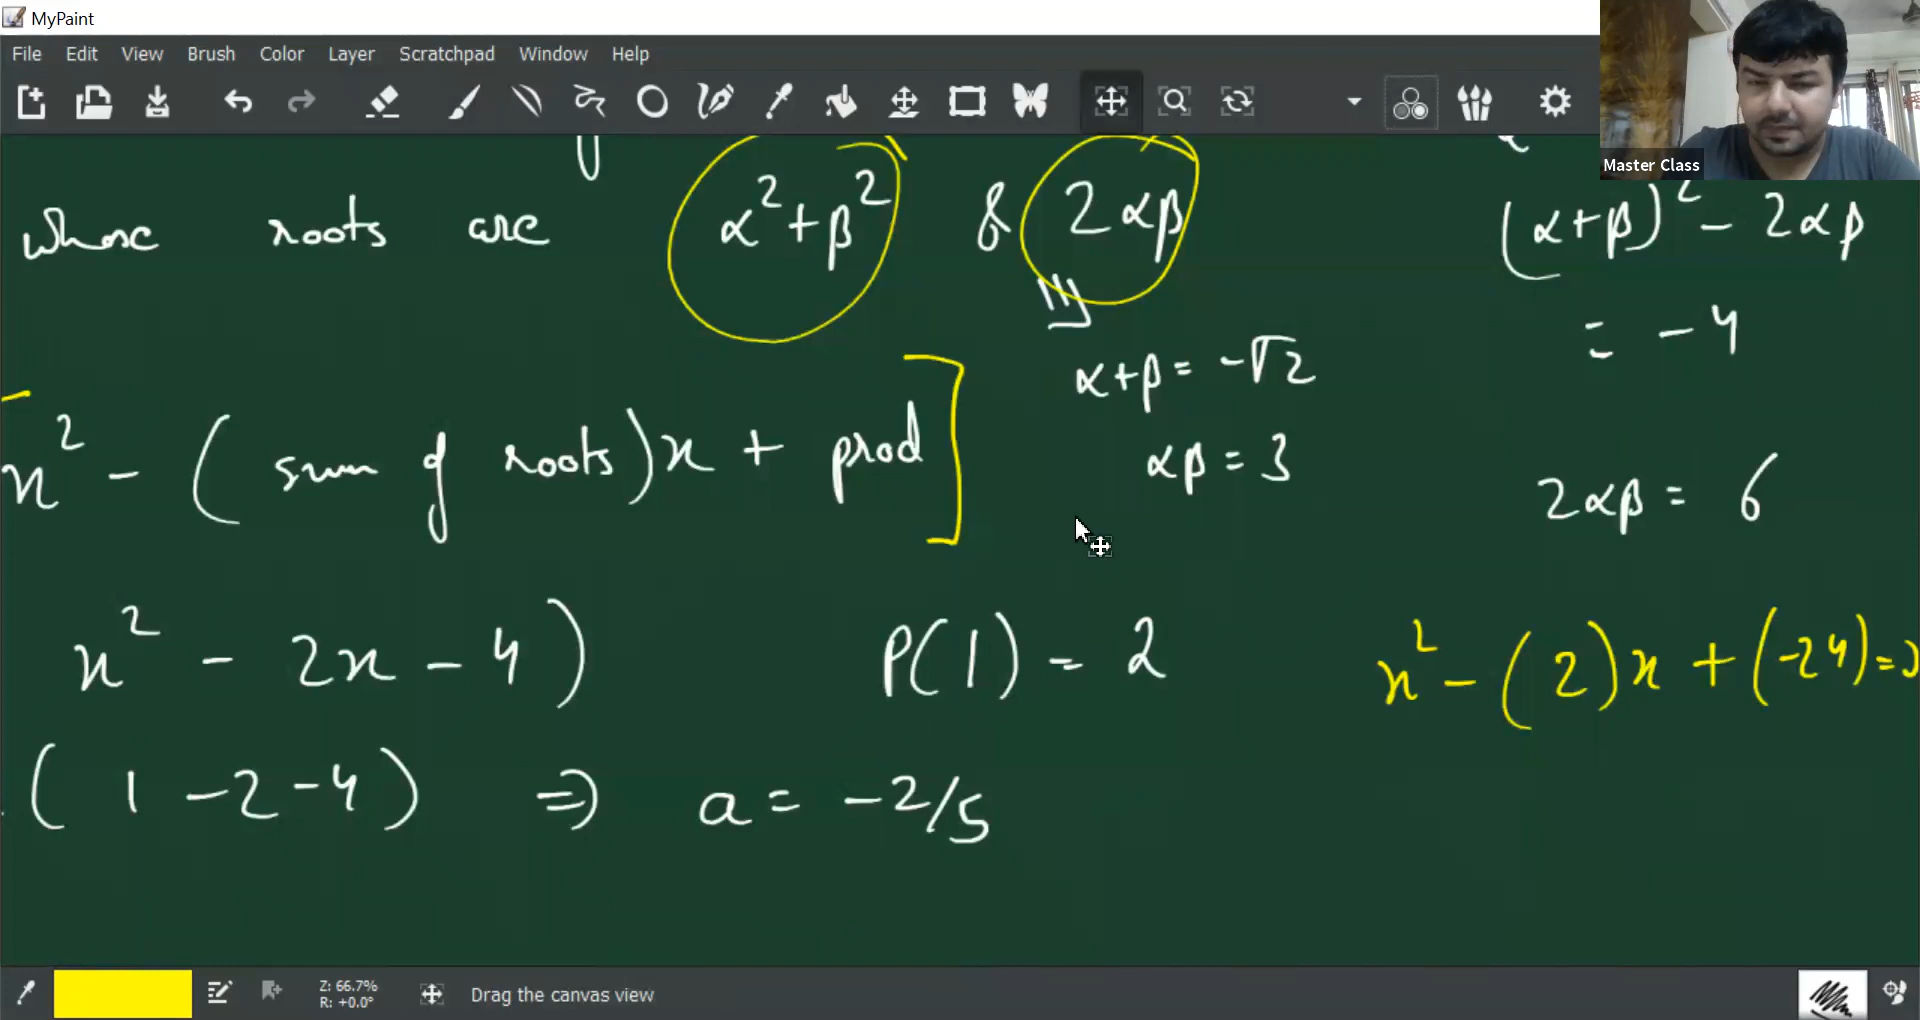 MyPaint
File Edit View Brush Color Layer Scratchpad Window Help
Master Class
whose roots are α² + β² & 2αβ
(α+β)² - 2αβ
= -4
α+β = -√2
αβ = 3
2αβ = 6
x² - (sum of roots)x + prod]
x² - 2x - 4)
P(1) = 2
x² - (2)x + (-24) = 0
(1 - 2 - 4) ⇒ a = -2/5
Z: 66.7%
R: +0.0°
Drag the canvas view